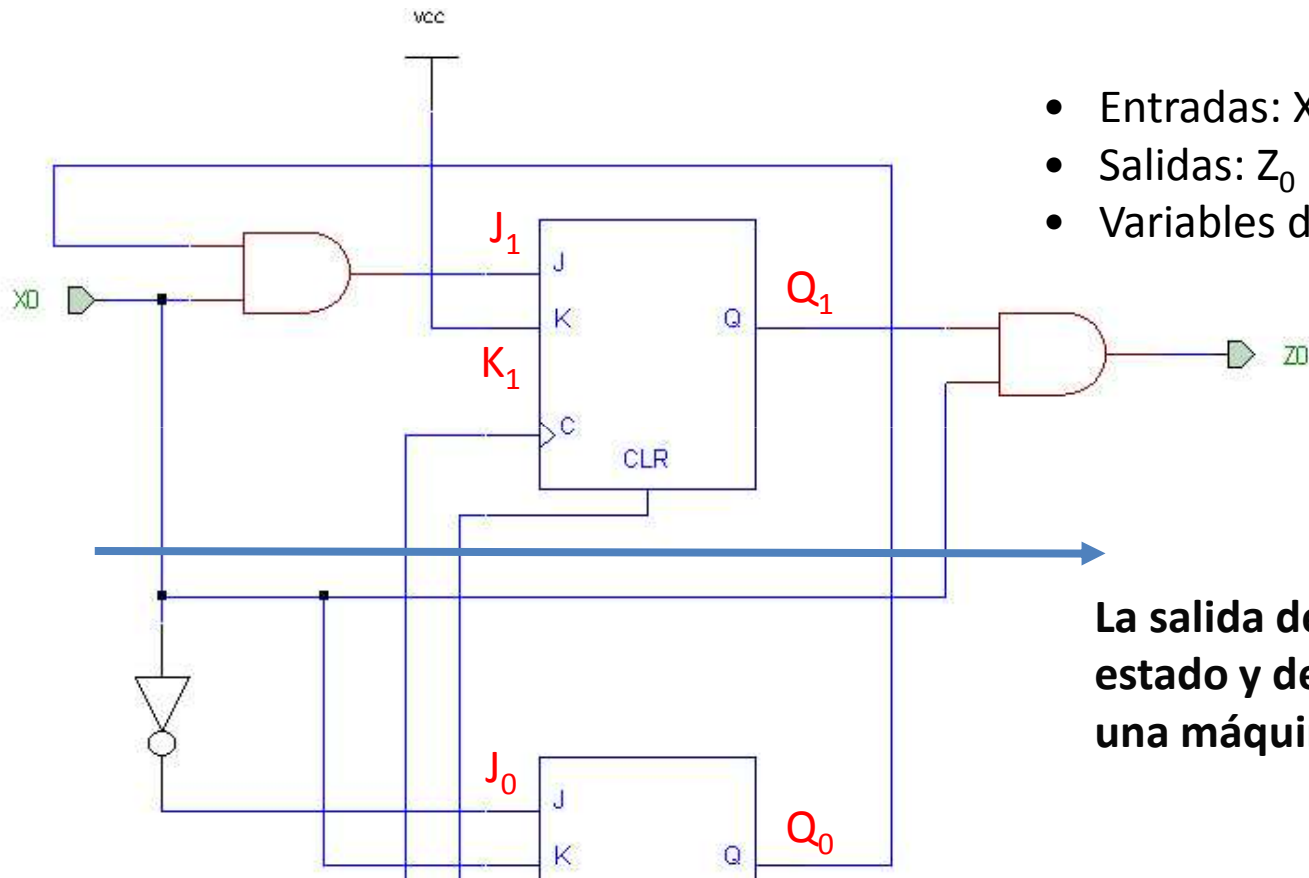 vcc
• Entradas: X
• Salidas: Z₀
• Variables d
J₁
J
X0
Q₁
K
Q
K₁
Z0
C
CLR
La salida de
estado y de
una máqui
J₀
J
Q₀
K
Q